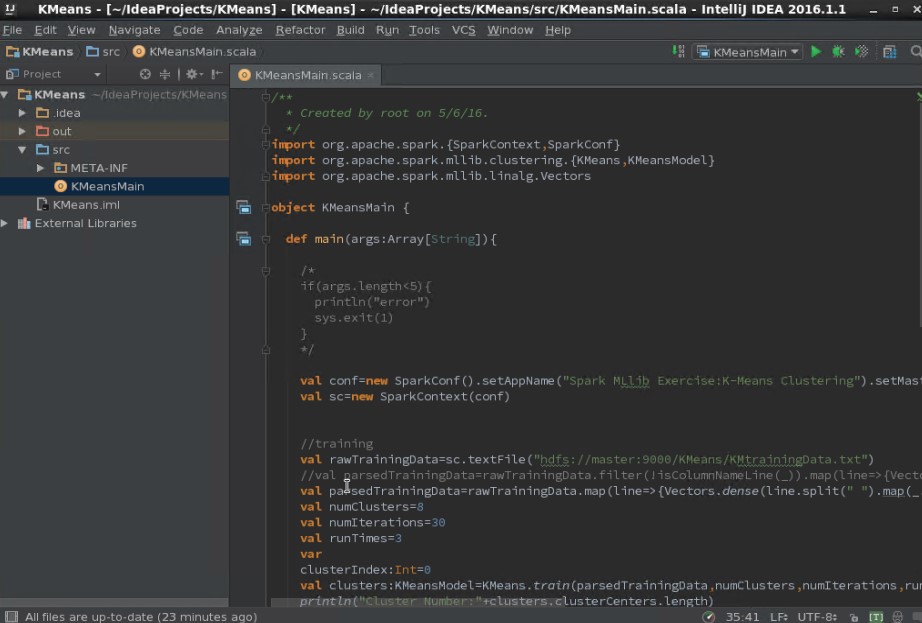 KMeans - [~/IdeaProjects/KMeans] - [KMeans] - ~/IdeaProjects/KMeans/src/KMeansMain.scala - IntelliJ IDEA 2016.1.1
File Edit View Navigate Code Analyze Refactor Build Run Tools VCS Window Help
KMeans src KMeansMain.scala KMeansMain
Project KMeansMain.scala
KMeans ~/IdeaProjects/KMeans
.idea
out
src
META-INF
KMeansMain
KMeans.iml
External Libraries
/**
* Created by root on 5/6/16.
*/
import org.apache.spark.{SparkContext,SparkConf}
import org.apache.spark.mllib.clustering.{KMeans,KMeansModel}
import org.apache.spark.mllib.linalg.Vectors
object KMeansMain {
def main(args:Array[String]){
/*
if(args.length<5){
println("error")
sys.exit(1)
}
*/
val conf=new SparkConf().setAppName("Spark MLlib Exercise:K-Means Clustering").setMas
val sc=new SparkContext(conf)
//training
val rawTrainingData=sc.textFile("hdfs://master:9000/KMeans/KMtrainingData.txt")
//val parsedTrainingData=rawTrainingData.filter(!isColumnNameLine(_)).map(line=>{Vect
val parsedTrainingData=rawTrainingData.map(line=>{Vectors.dense(line.split(" ").map(_
val numClusters=8
val numIterations=30
val runTimes=3
var
clusterIndex:Int=0
val clusters:KMeansModel=KMeans.train(parsedTrainingData,numClusters,numIterations,ru
println("Cluster Number:"+clusters.clusterCenters.length)
All files are up-to-date (23 minutes ago) 35:41 LF÷ UTF-8÷ [T]